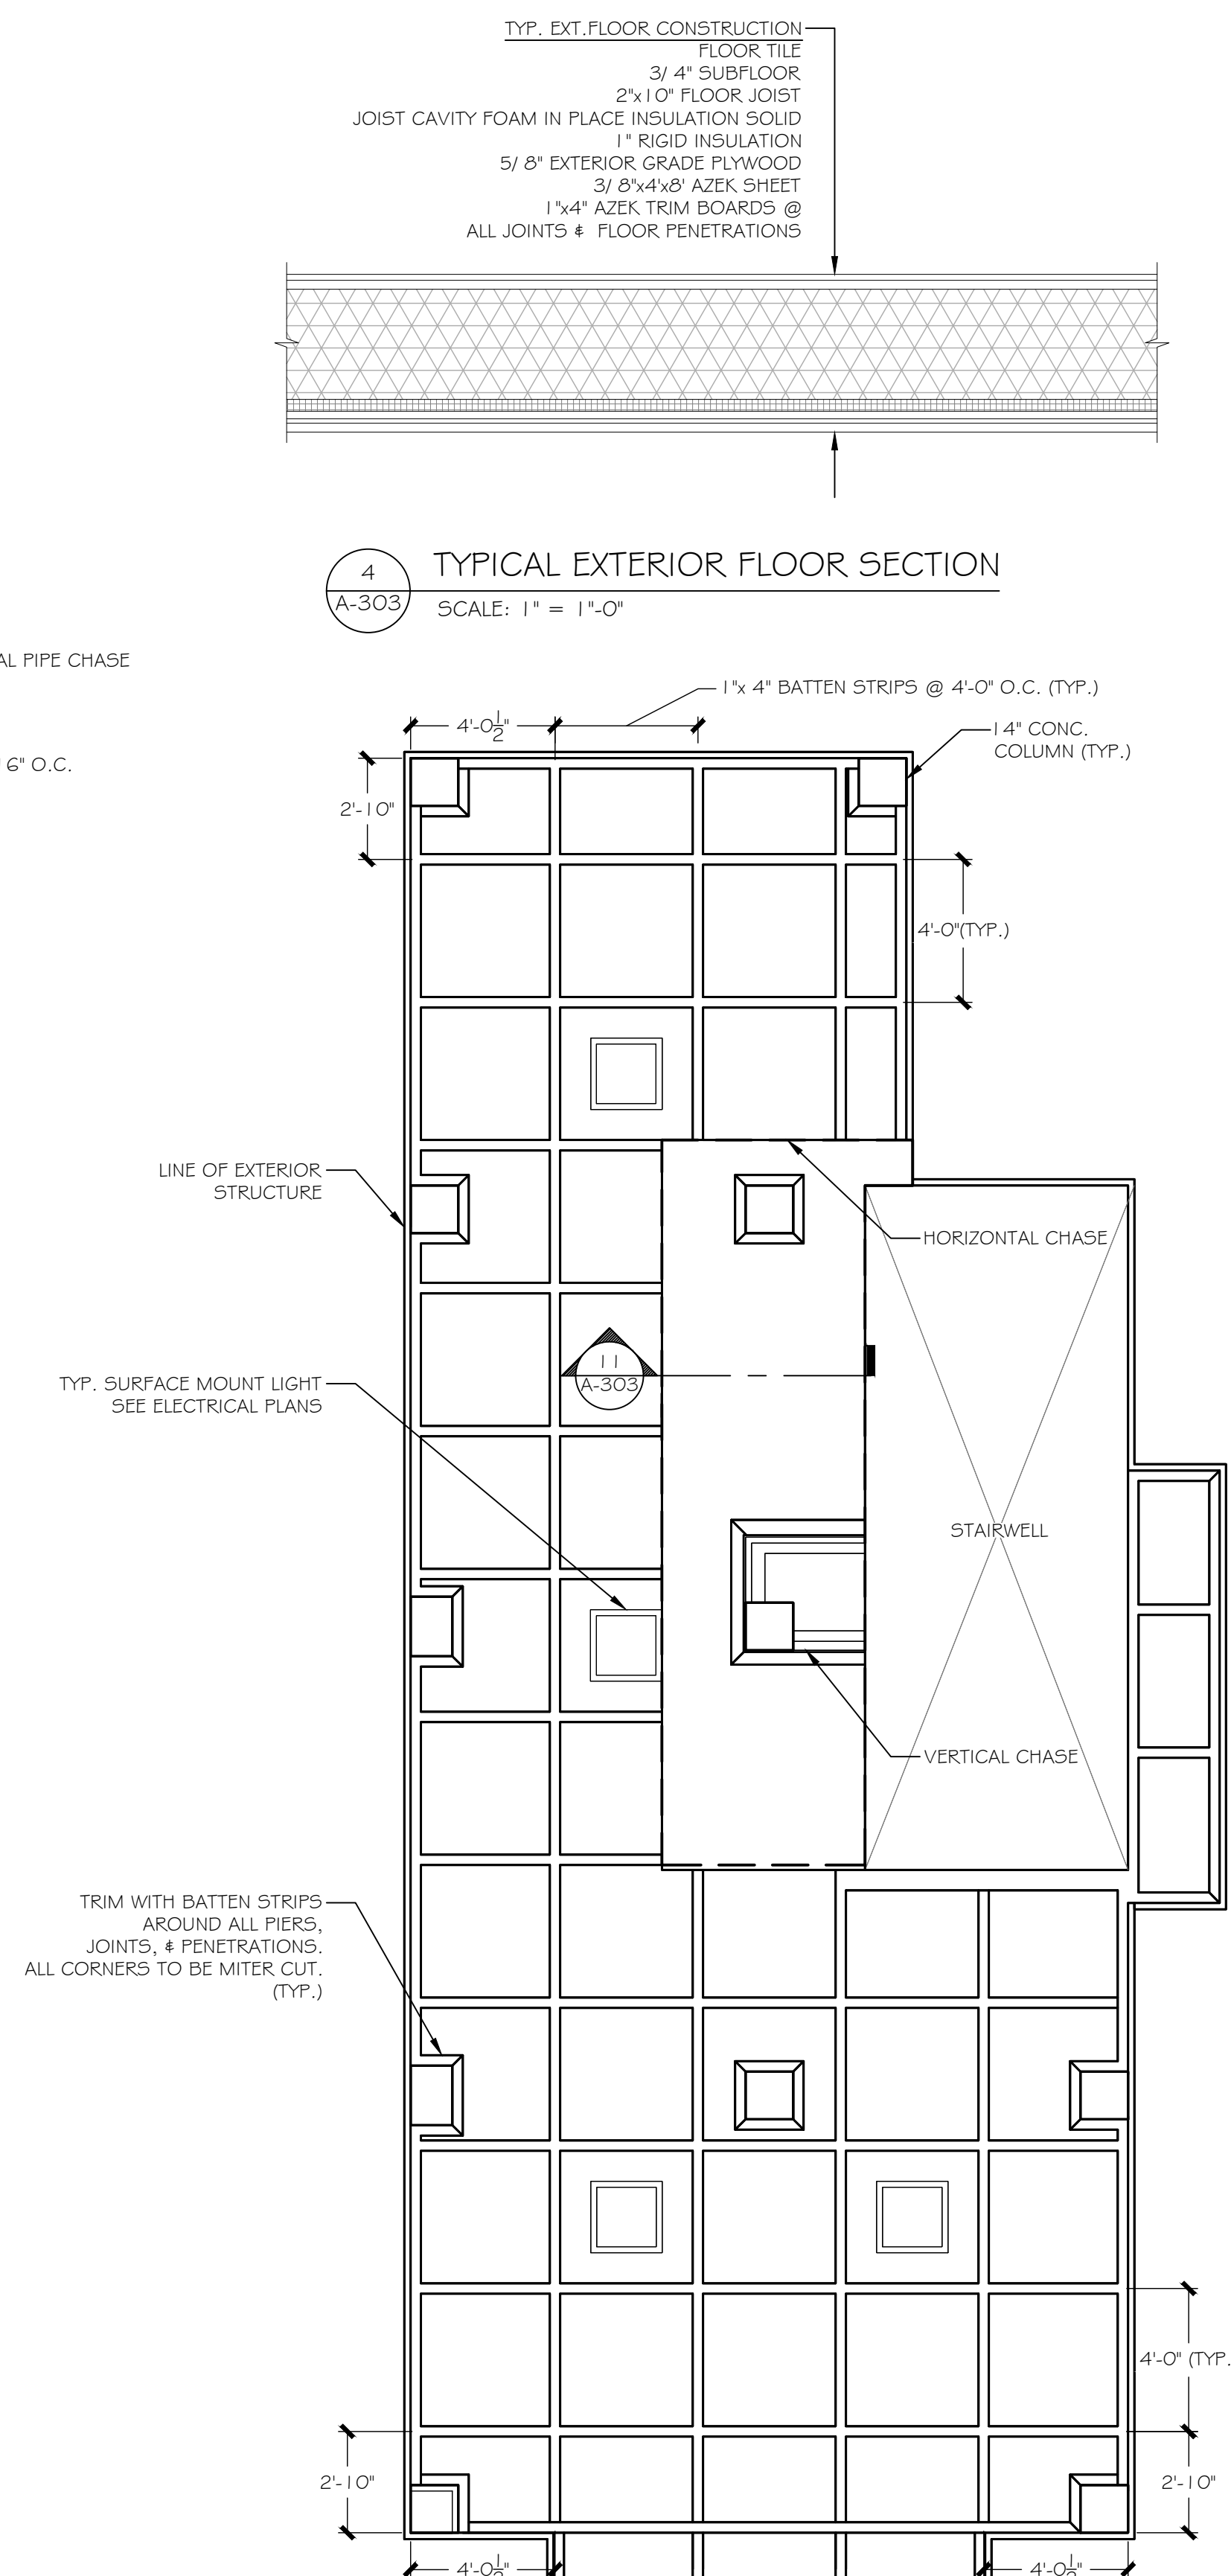 TYP. EXT.FLOOR CONSTRUCTION
FLOOR TILE
3/ 4" SUBFLOOR
2"x10" FLOOR JOIST
JOIST CAVITY FOAM IN PLACE INSULATION SOLID
1" RIGID INSULATION
5/ 8" EXTERIOR GRADE PLYWOOD
3/ 8"x4'x8' AZEK SHEET
1"x4" AZEK TRIM BOARDS @
ALL JOINTS & FLOOR PENETRATIONS
4
A-303
TYPICAL EXTERIOR FLOOR SECTION
SCALE: 1" = 1"-0"
AL PIPE CHASE
6" O.C.
1"x 4" BATTEN STRIPS @ 4'-0" O.C. (TYP.)
4'-0 1/2"
14" CONC.
COLUMN (TYP.)
2'-10"
4'-0"(TYP.)
LINE OF EXTERIOR
STRUCTURE
HORIZONTAL CHASE
11
A-303
TYP. SURFACE MOUNT LIGHT
SEE ELECTRICAL PLANS
STAIRWELL
VERTICAL CHASE
TRIM WITH BATTEN STRIPS
AROUND ALL PIERS,
JOINTS, & PENETRATIONS.
ALL CORNERS TO BE MITER CUT.
(TYP.)
4'-0" (TYP.
2'-10"
2'-10"
4'-0 1/2"
4'-0 1/2"